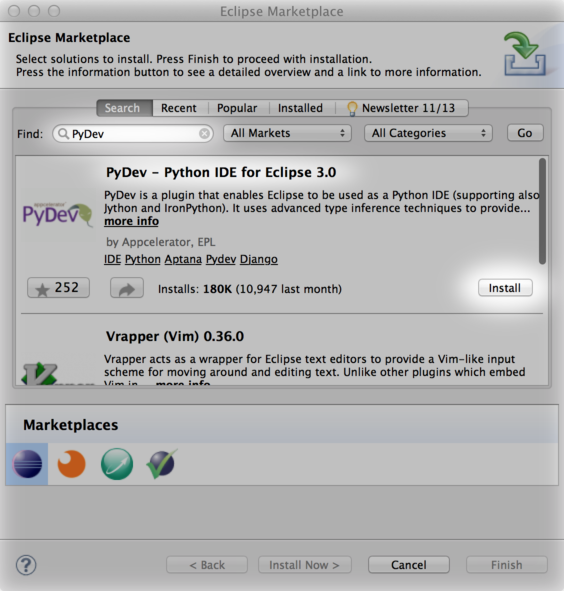 Eclipse Marketplace
Eclipse Marketplace
Select solutions to install. Press Finish to proceed with installation.
Press the information button to see a detailed overview and a link to more information.
Search Recent Popular Installed Newsletter 11/13
Find: PyDev All Markets All Categories Go
PyDev – Python IDE for Eclipse 3.0
PyDev is a plugin that enables Eclipse to be used as a Python IDE (supporting also
Jython and IronPython). It uses advanced type inference techniques to provide...
more info
by Appcelerator, EPL
IDE Python Aptana Pydev Django
appcelerator
PyDev
252 Installs: 180K (10,947 last month) Install
Vrapper (Vim) 0.36.0
Vrapper acts as a wrapper for Eclipse text editors to provide a Vim-like input
scheme for moving around and editing text. Unlike other plugins which embed
Vim in... more info
Marketplaces
? < Back Install Now > Cancel Finish